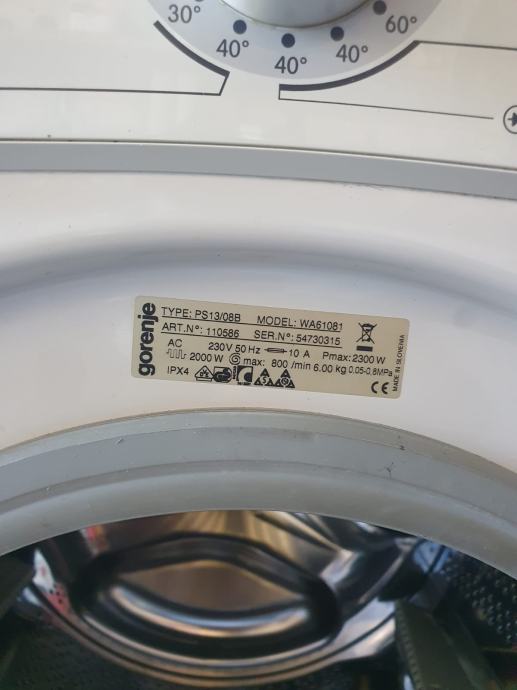 30°
40°
40°
40°
60°
gorenje
TYPE: PS13/08B MODEL: WA61081
ART.Nº: 110586 SER.Nº: 54730315
AC 230V 50 Hz 10 A Pmax: 2300 W
2000 W max: 800 /min 6.00 kg 0.05-0,8MPa
IPX4
CE
MADE IN SLOVENIA